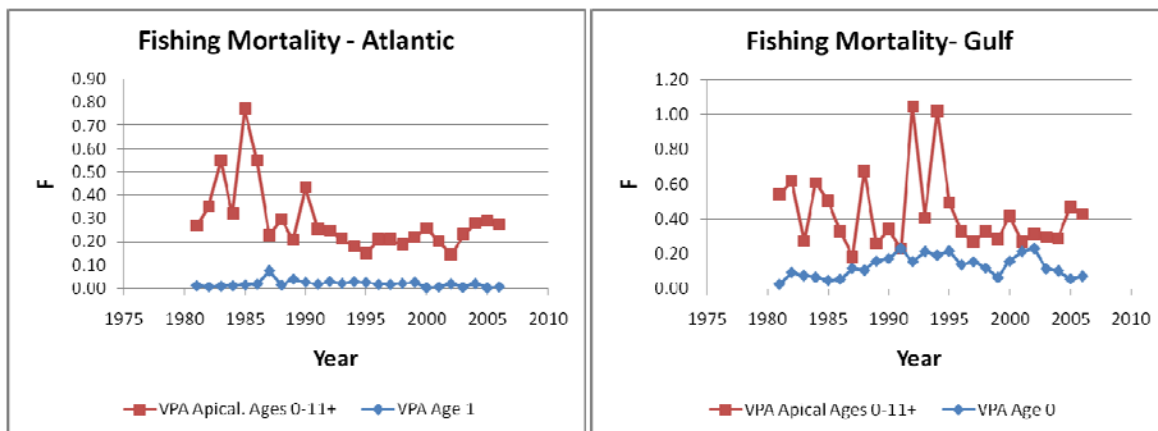 Fishing Mortality - Atlantic
0.90
0.80
0.70
0.60
0.50
0.40
0.30
0.20
0.10
0.00
F
1975 1980 1985 1990 1995 2000 2005 2010
Year
VPA Apical. Ages 0-11+ VPA Age 1
Fishing Mortality- Gulf
1.20
1.00
0.80
0.60
0.40
0.20
0.00
F
1975 1980 1985 1990 1995 2000 2005 2010
Year
VPA Apical Ages 0-11+ VPA Age 0